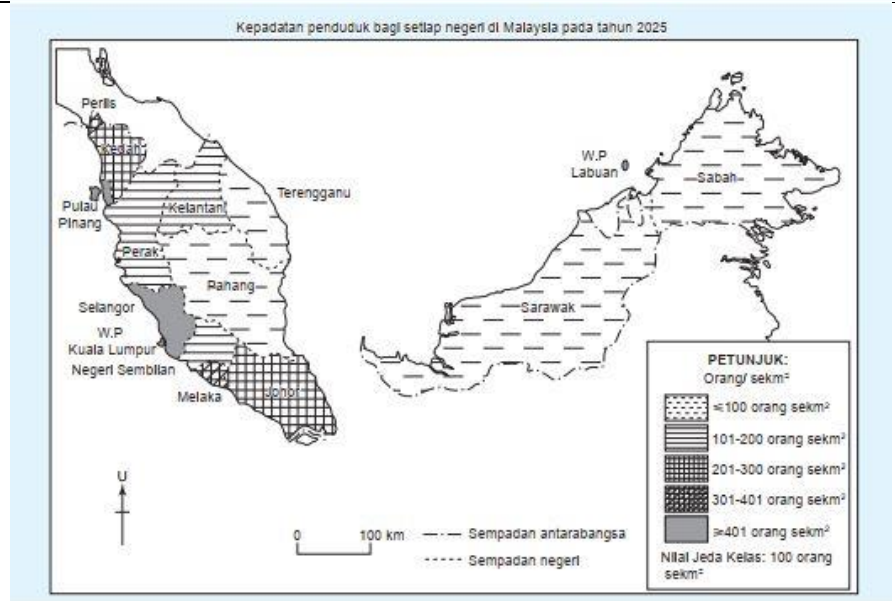 Kepadatan penduduk bagi setiap negeri di Malaysia pada tahun 2025
Perlis
Kedah
Pulau
Pinang
Kelantan
Terengganu
Perak
Pahang
Selangor
W.P
Kuala Lumpur
Negeri Sembilan
Melaka
Johor
W.P
Labuan
Sabah
Sarawak
U
0 100 km
Sempadan antarabangsa
Sempadan negeri
PETUNJUK:
Orang/ sekm²
≤100 orang sekm²
101-200 orang sekm²
201-300 orang sekm²
301-401 orang sekm²
≥401 orang sekm²
Nilai Jeda Kelas: 100 orang
sekm²